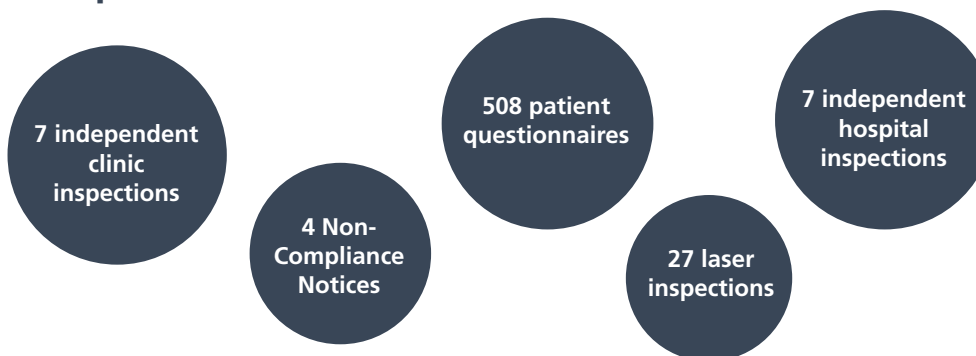 7 independent
clinic
inspections
4 Non-
Compliance
Notices
508 patient
questionnaires
27 laser
inspections
7 independent
hospital
inspections